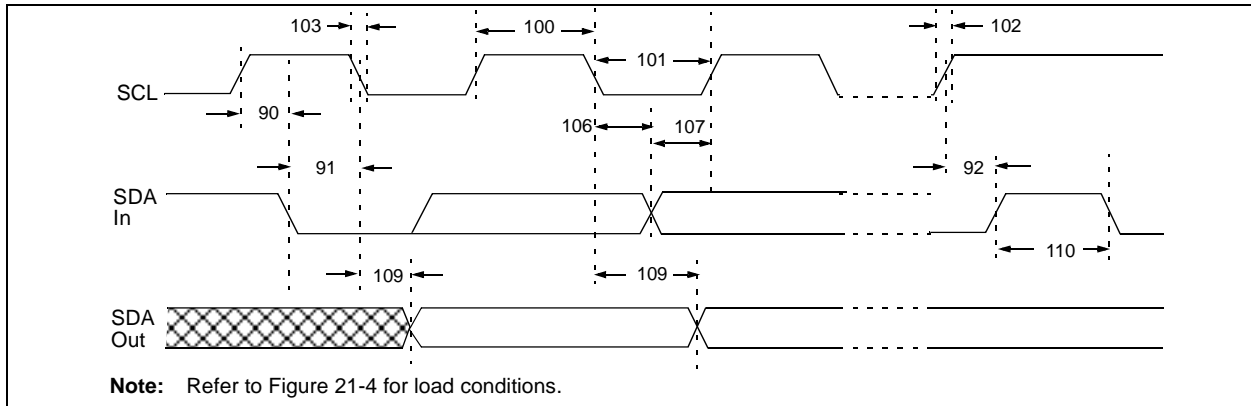 103
100
102
101
SCL
90
106
107
91
92
SDA
In
110
109
109
SDA
Out
Note: Refer to Figure 21-4 for load conditions.